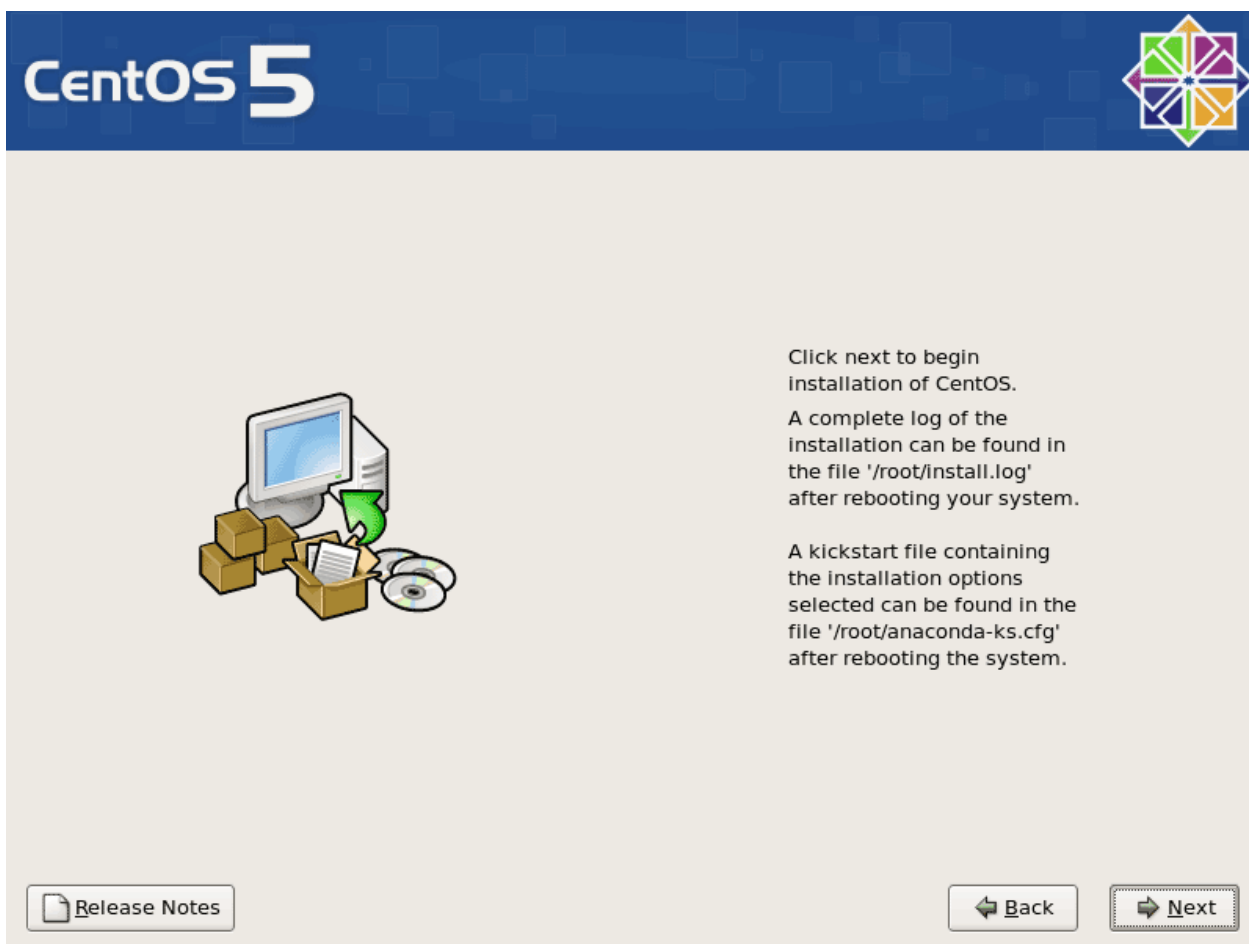 CentOS 5
Click next to begin
installation of CentOS.
A complete log of the
installation can be found in
the file '/root/install.log'
after rebooting your system.
A kickstart file containing
the installation options
selected can be found in the
file '/root/anaconda-ks.cfg'
after rebooting the system.
Release Notes
Back
Next